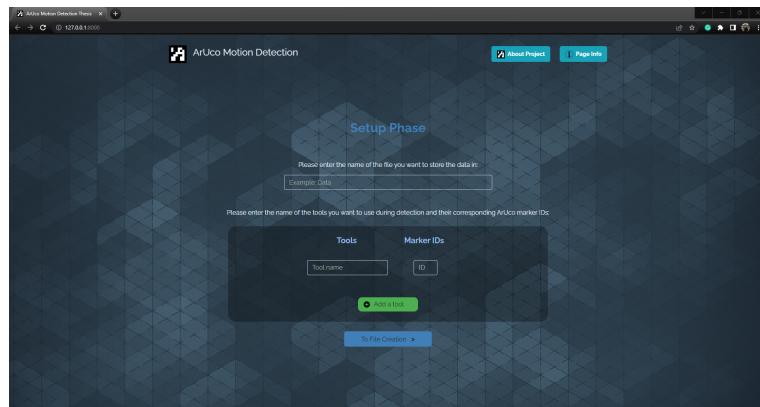 ArUco Motion Detection Thesis
127.0.0.1:8000
ArUco Motion Detection
About Project
Page Info
Setup Phase
Please enter the name of the file you want to store the data in:
Example: Data
Please enter the name of the tools you want to use during detection and their corresponding ArUco marker IDs:
Tools Marker IDs
Tool name
ID
Add a tool
To File Creation >